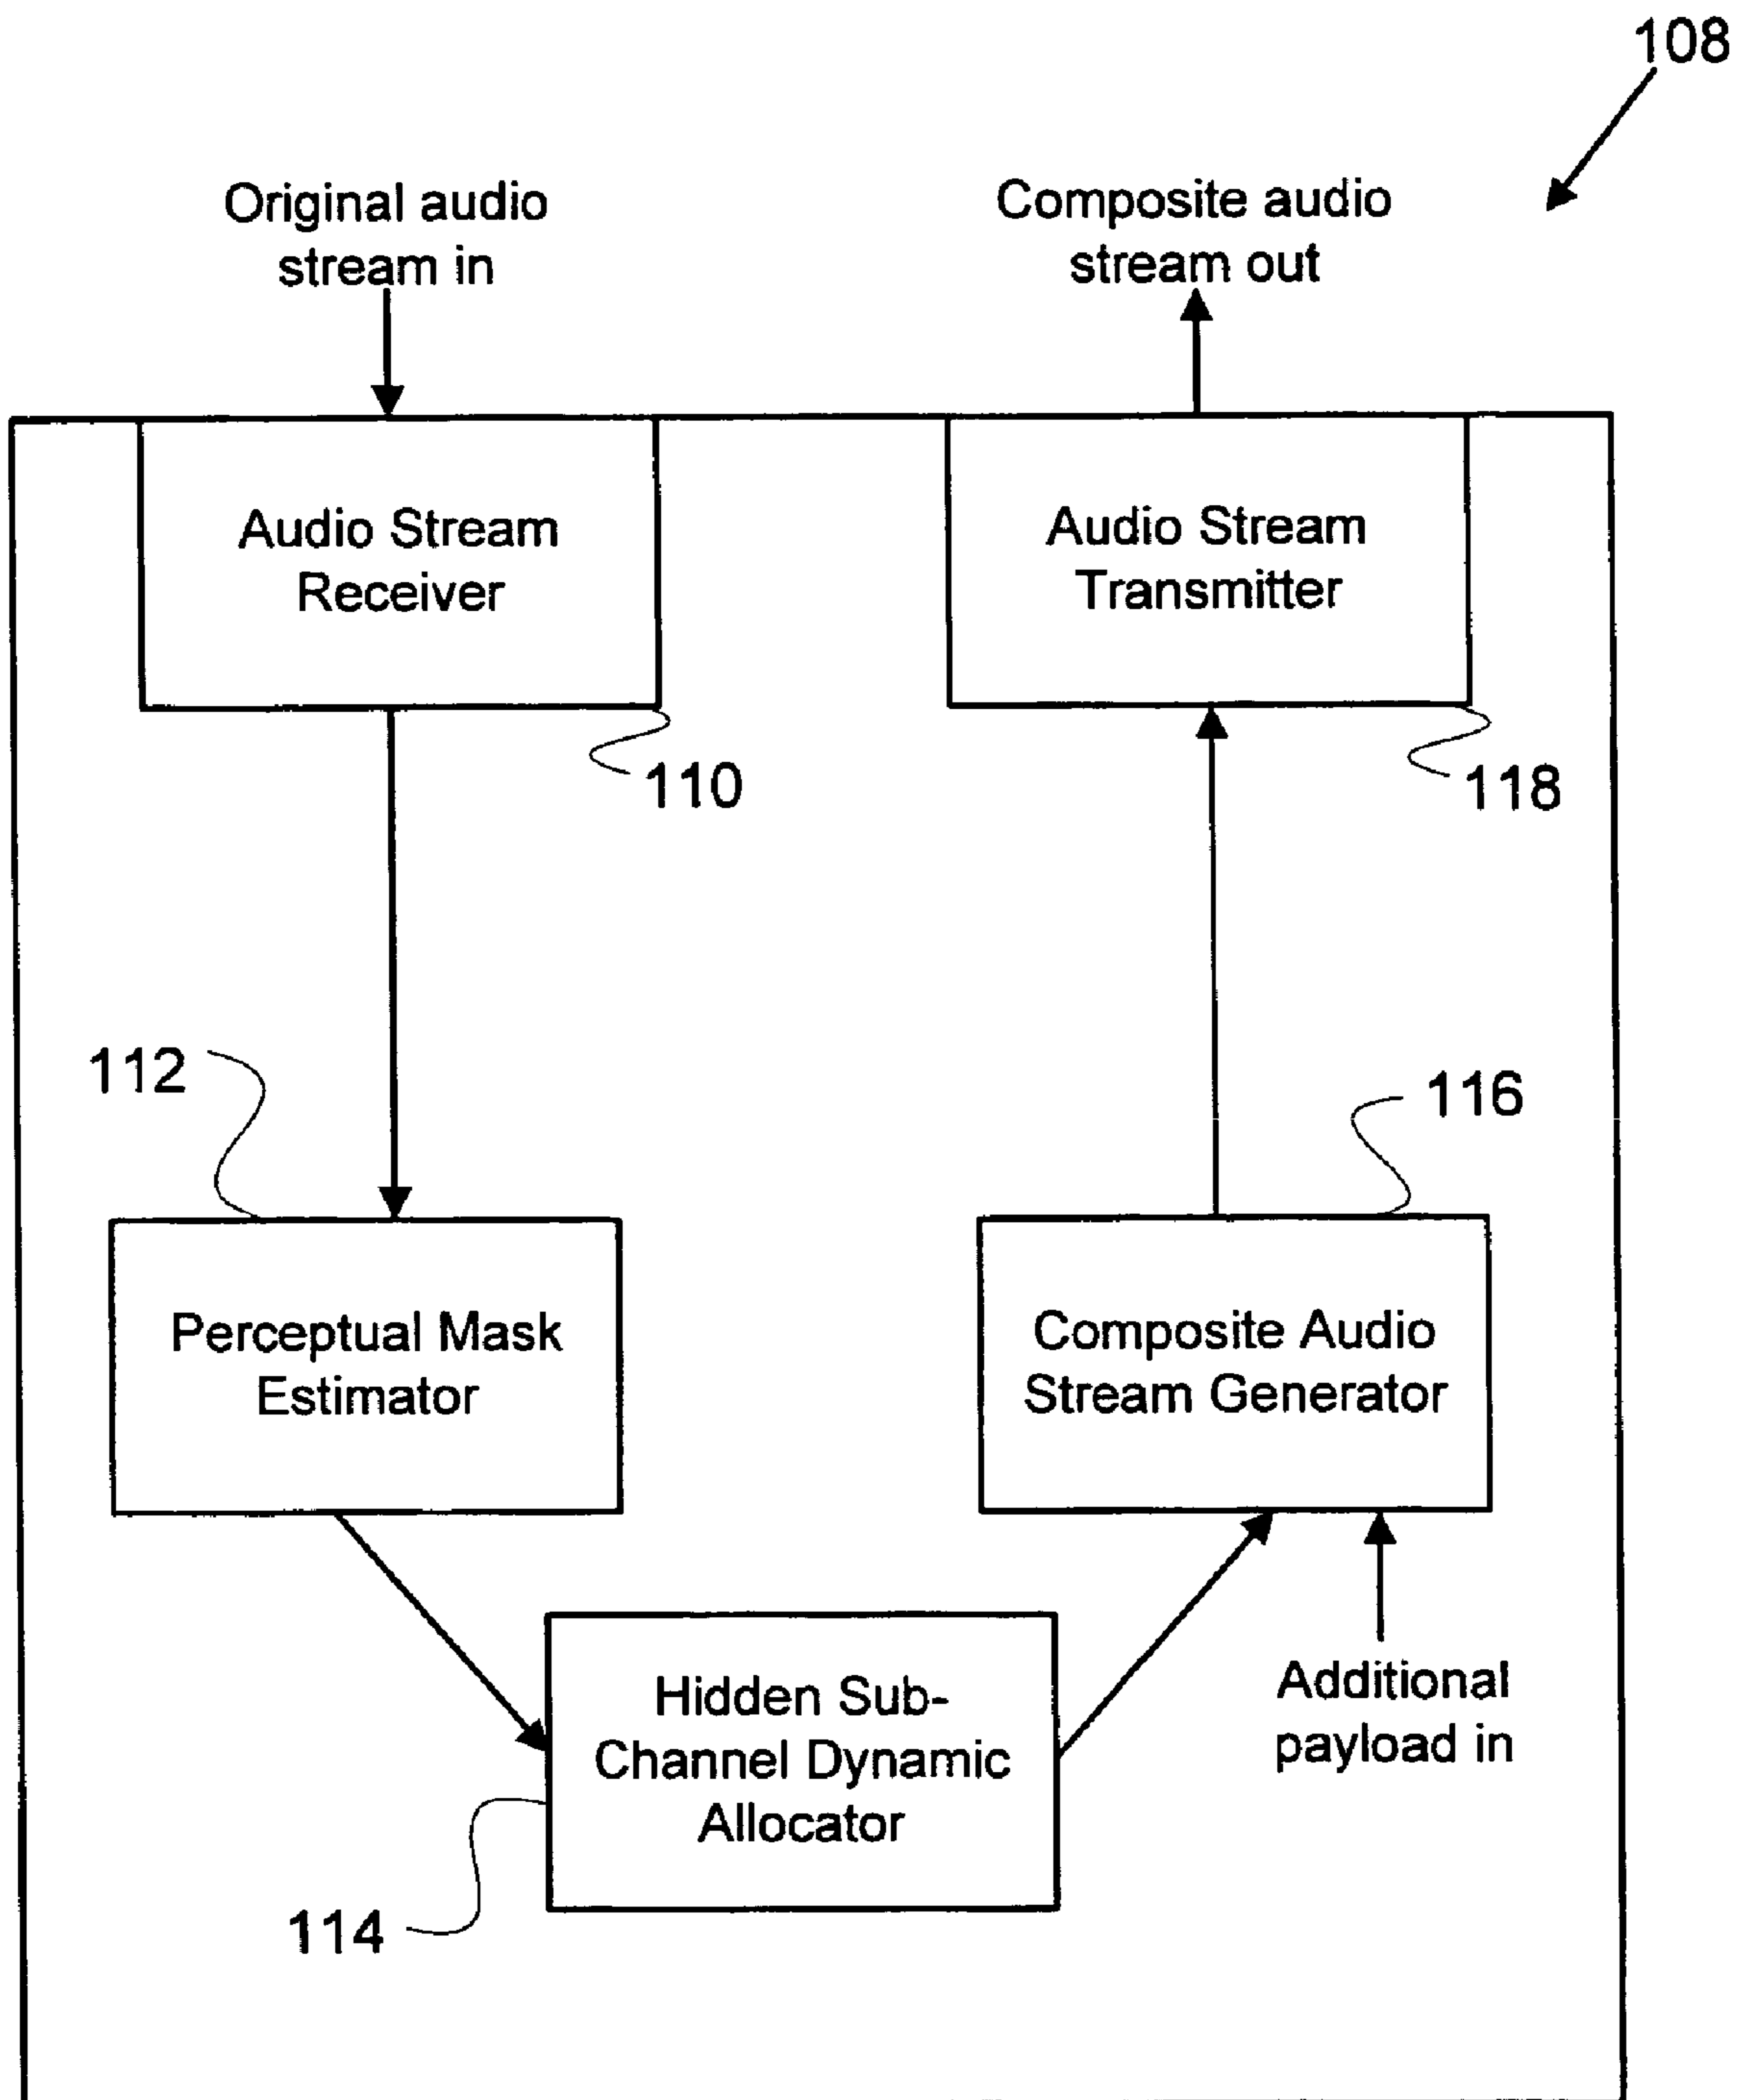 108
Original audio
stream in
Composite audio
stream out
Audio Stream
Receiver
Audio Stream
Transmitter
110
118
112
116
Perceptual Mask
Estimator
Composite Audio
Stream Generator
Hidden Sub-
Channel Dynamic
Allocator
Additional
payload in
114